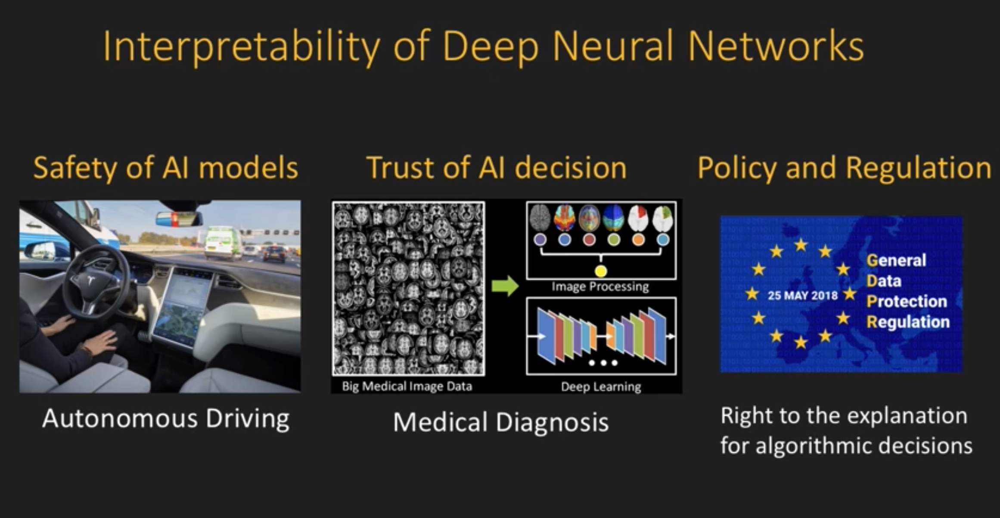 Interpretability of Deep Neural Networks
Safety of AI models
Autonomous Driving
Trust of AI decision
Big Medical Image Data
Image Processing
Deep Learning
Medical Diagnosis
Policy and Regulation
25 MAY 2018
General
Data
Protection
Regulation
Right to the explanation
for algorithmic decisions